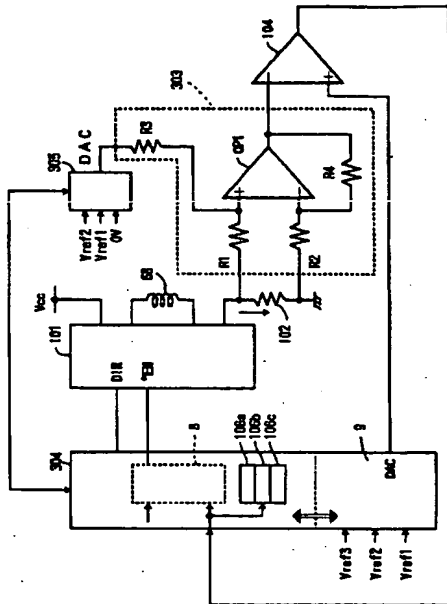 Vcc
304
101
305
DAC
303
104
Vref2
Vref1
0V
R3
DIR
*EN
68
8
OP1
106a
106b
106c
R1
R2
R4
102
9
DAC
Vref3
Vref2
Vref1